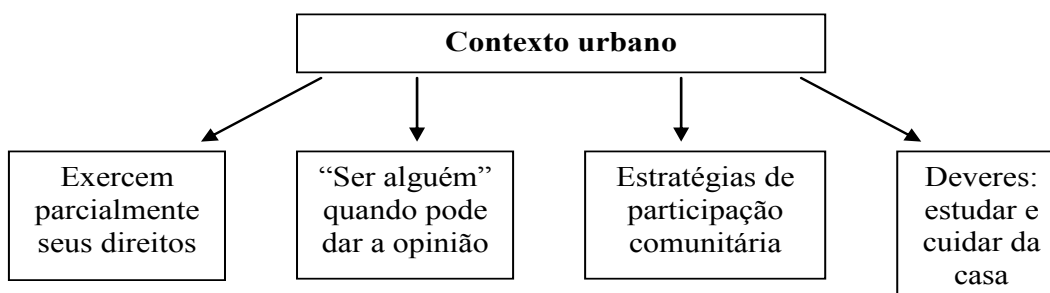 Contexto urbano
Exercem
parcialmente
seus direitos
“Ser alguém”
quando pode
dar a opinião
Estratégias de
participação
comunitária
Deveres:
estudar e
cuidar da
casa